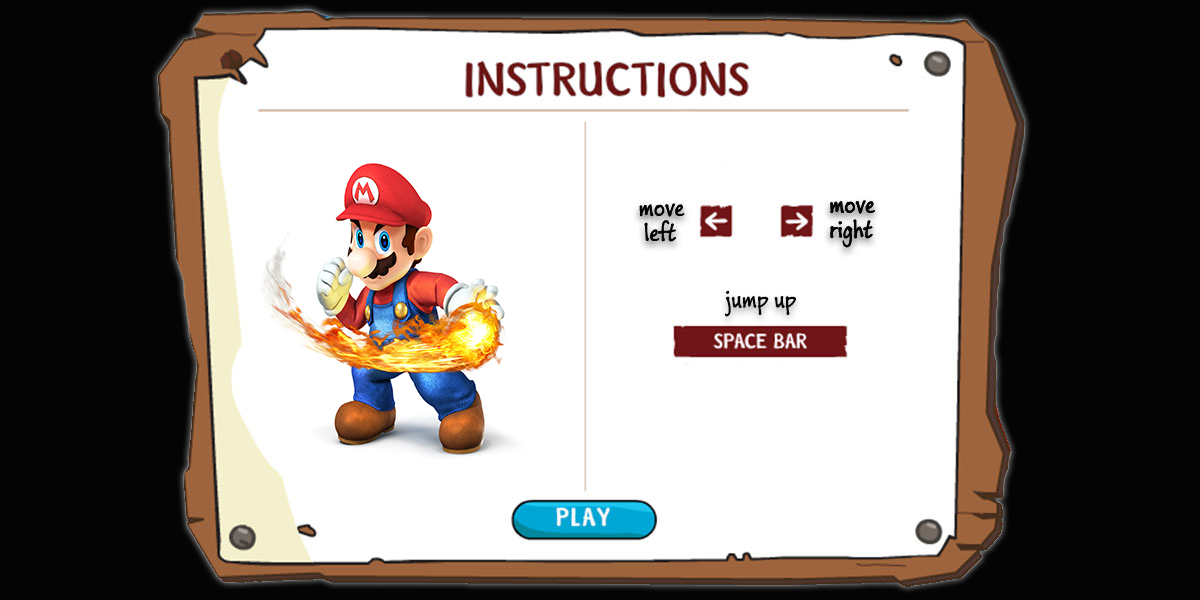 INSTRUCTIONS
M
move
left
move
right
jump up
SPACE BAR
PLAY